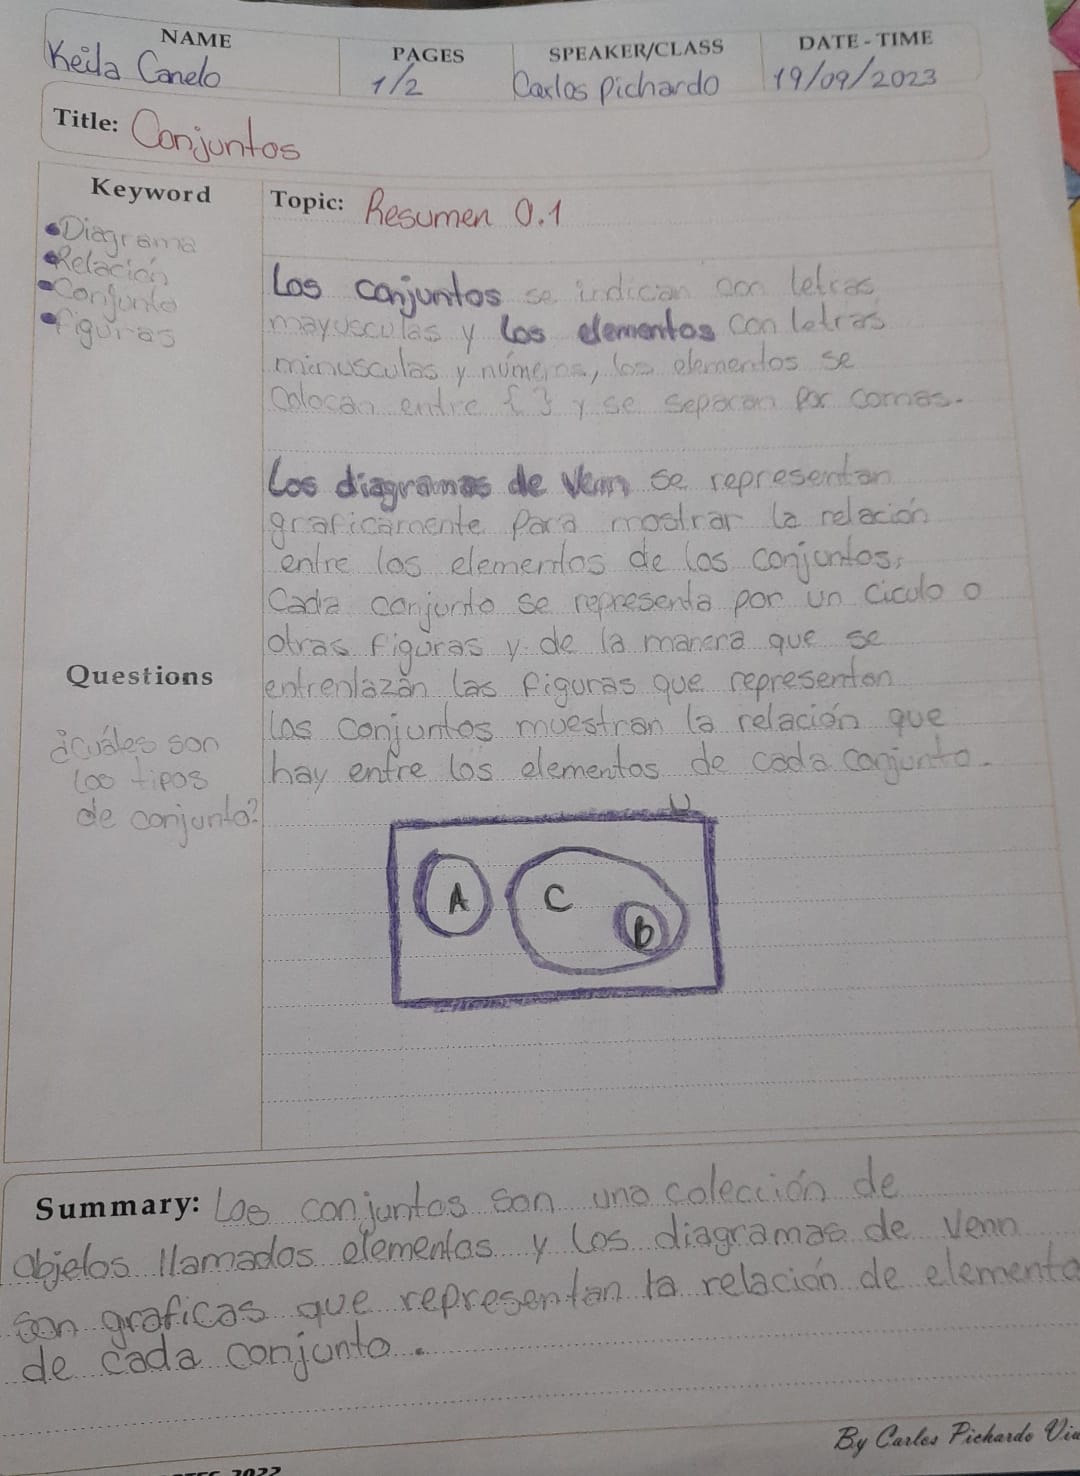 NAME
Keila Canelo
PAGES
1/2
SPEAKER/CLASS
Carlos Pichardo
DATE - TIME
19/09/2023
Title: Conjuntos
Keyword
•Diagrama
•Relación
•Conjunto
•figuras
Questions
¿cuáles son
los tipos
de conjunto?
Topic: Resumen 0.1
Los conjuntos se indican con letras
mayusculas y los elementos con letras
minusculas y números, los elementos se
Colocan entre { } y se separan por comas.
Los diagramas de Venn se representan
graficamente para mostrar la relación
entre los elementos de los conjuntos,
Cada conjunto se representa por un Ciculo o
otras figuras y de la manera que se
entrenlazán las figuras que representan
los conjuntos muestran la relación que
hay entre los elementos de cada conjunto.
U
A
C
B
Summary: Los conjuntos son una colección de
objetos llamados elementos y los diagramas de Venn
son graficas que representan la relación de elemento
de cada conjunto.
By Carlos Pichardo
2022